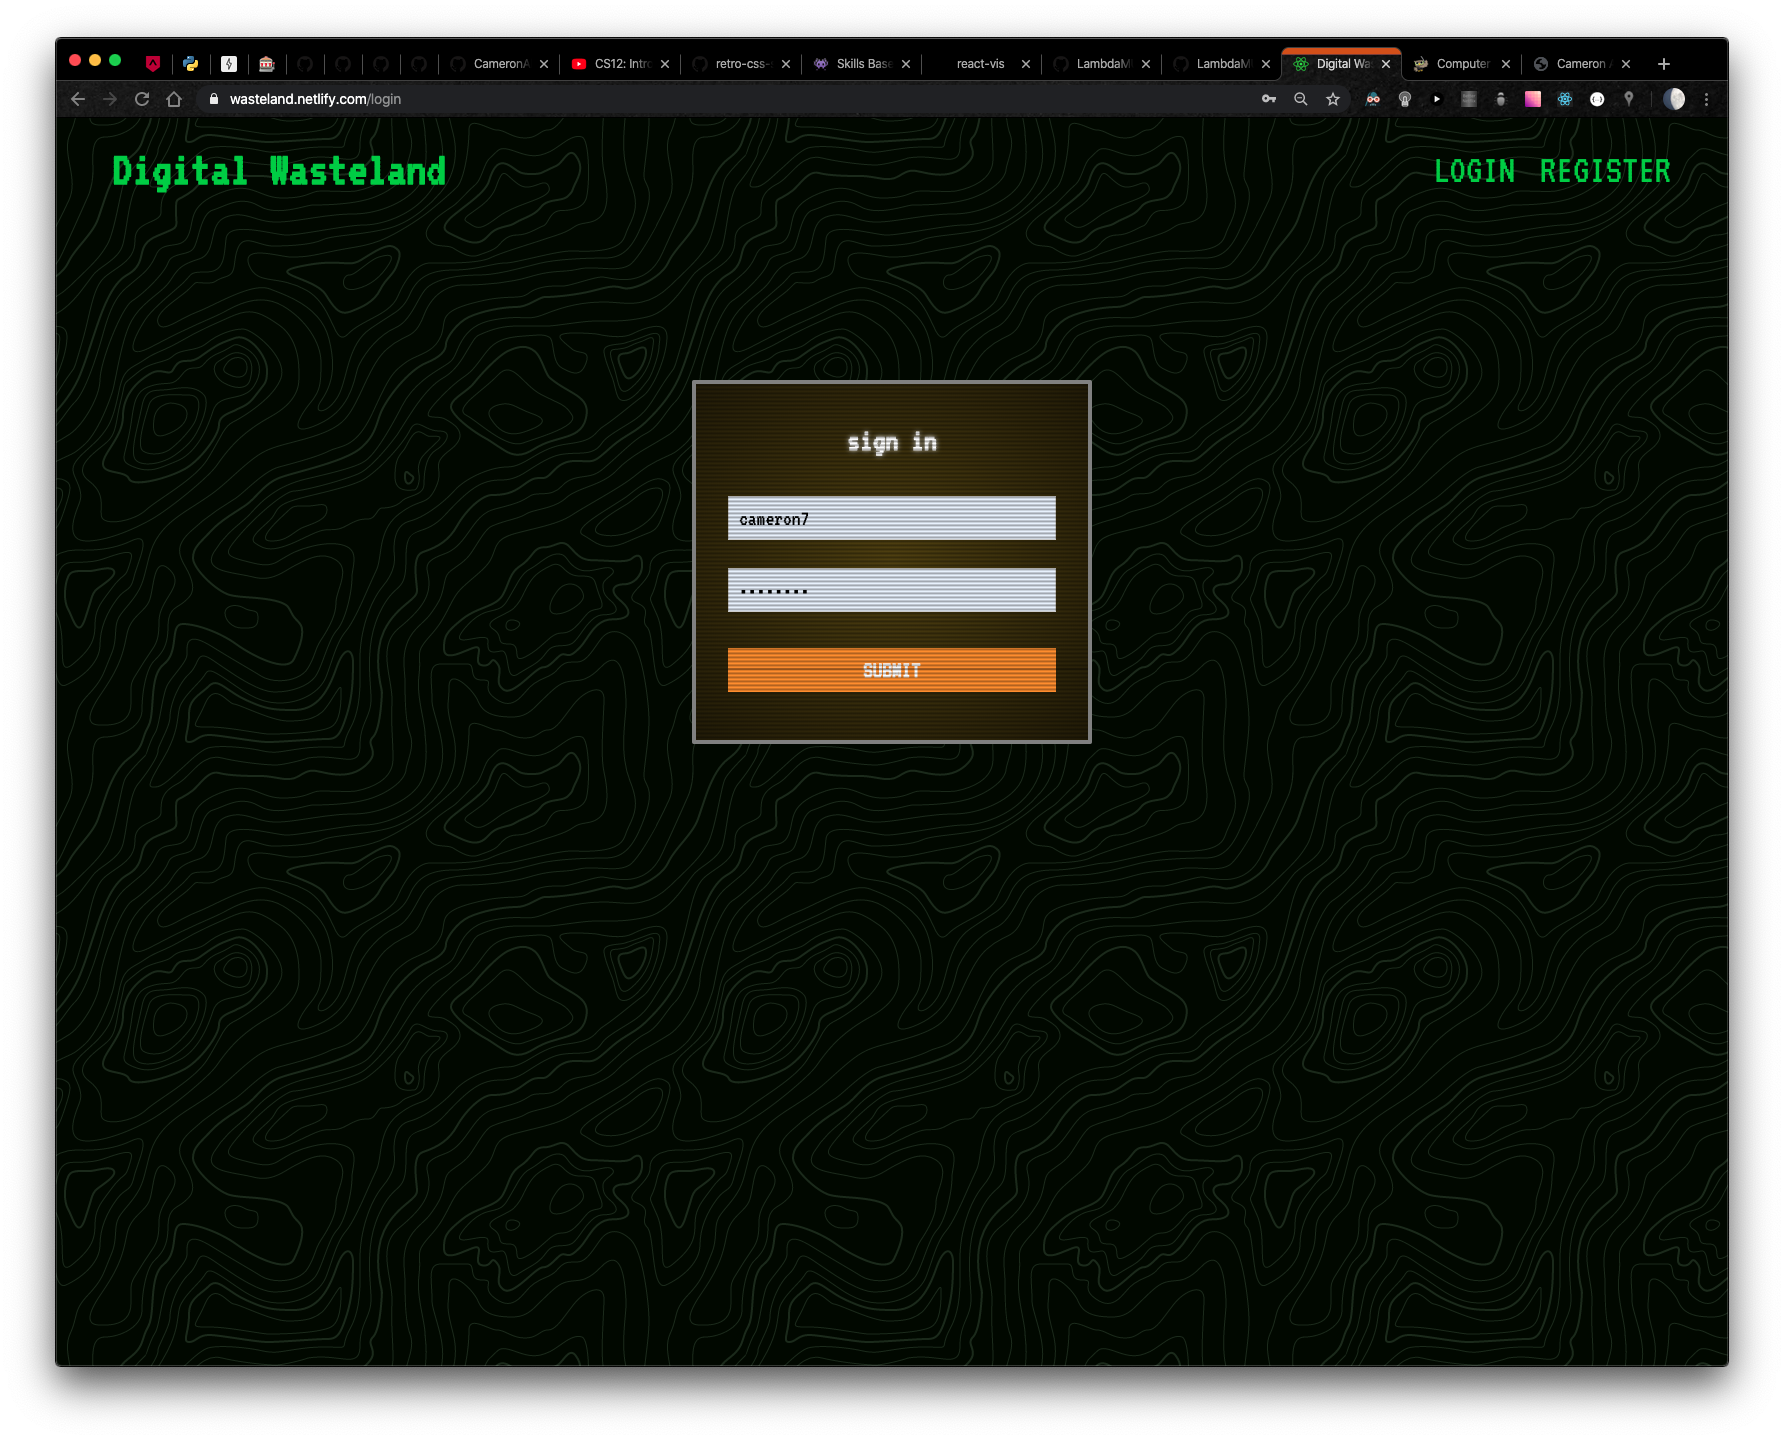 CameronA
CS12: Intro
retro-css-
Skills Base
react-vis
LambdaM
LambdaM
Digital Was
Computer
Cameron
wasteland.netlify.com/login
Digital Wasteland
LOGIN REGISTER
sign in
cameron7
••••••••
SUBMIT